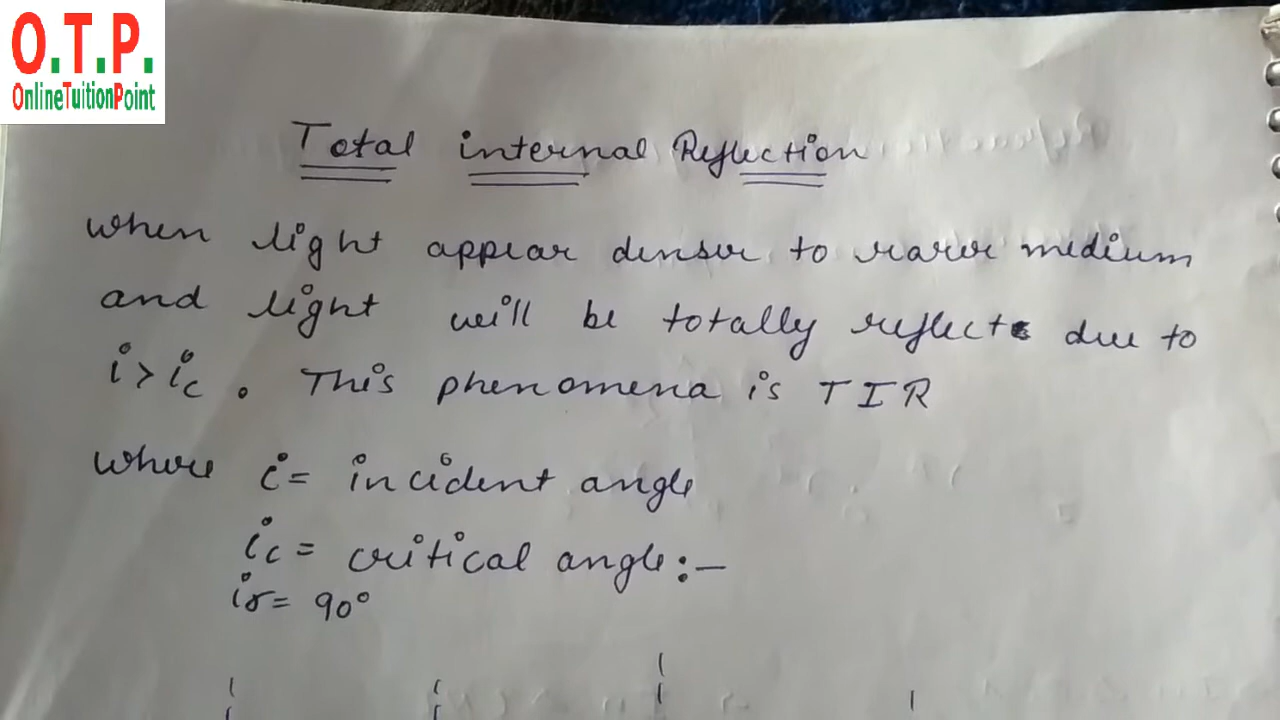 O.T.P.
OnlineTuitionPoint
Total internal Reflection
when light appear denser to rarer medium
and light will be totally reflect due to
i > ic . This phenomena is TIR
where i = incident angle
ic = critical angle :-
ir = 90°